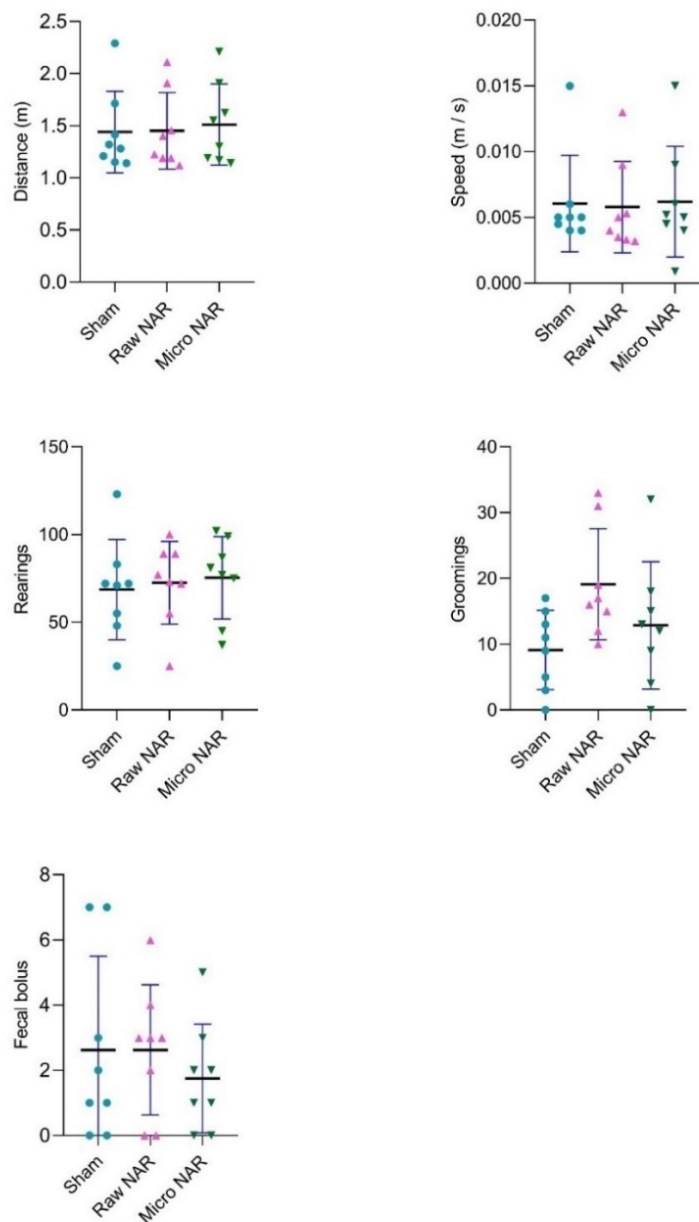 2.5
2.0
1.5
1.0
0.5
0.0
Distance (m)
Sham
Raw NAR
Micro NAR
0.020
0.015
0.010
0.005
0.000
Speed (m / s)
Sham
Raw NAR
Micro NAR
150
100
50
0
Rearings
Sham
Raw NAR
Micro NAR
40
30
20
10
0
Groomings
Sham
Raw NAR
Micro NAR
8
6
4
2
0
Fecal bolus
Sham
Raw NAR
Micro NAR